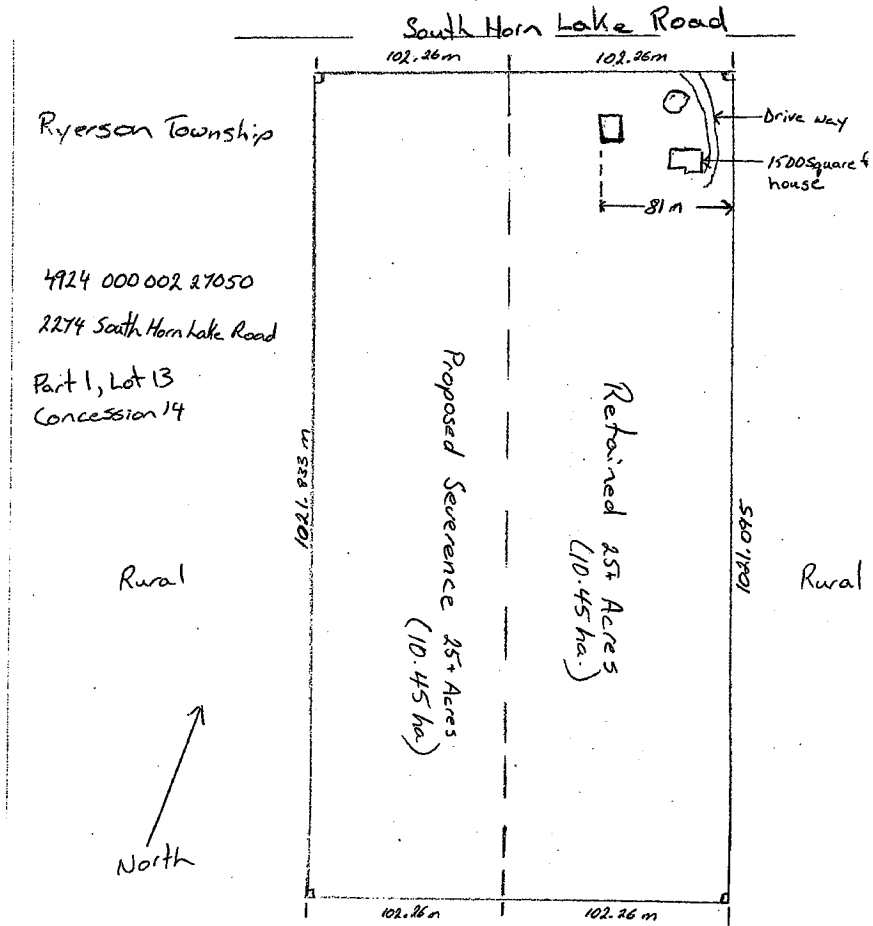 South Horn Lake Road
102.26m
102.26m
Ryerson Township
Drive way
1500 square f
house
81 m
4924 000 002 27050
2274 South Horn Lake Road
Part 1, Lot 13
Concession 14
1021.833 m
Proposed Severence 25+ Acres
(10.45 ha)
Retained 25+ Acres
(10.45 ha.)
1021.095
Rural
Rural
North
102.26 m
102.26 m